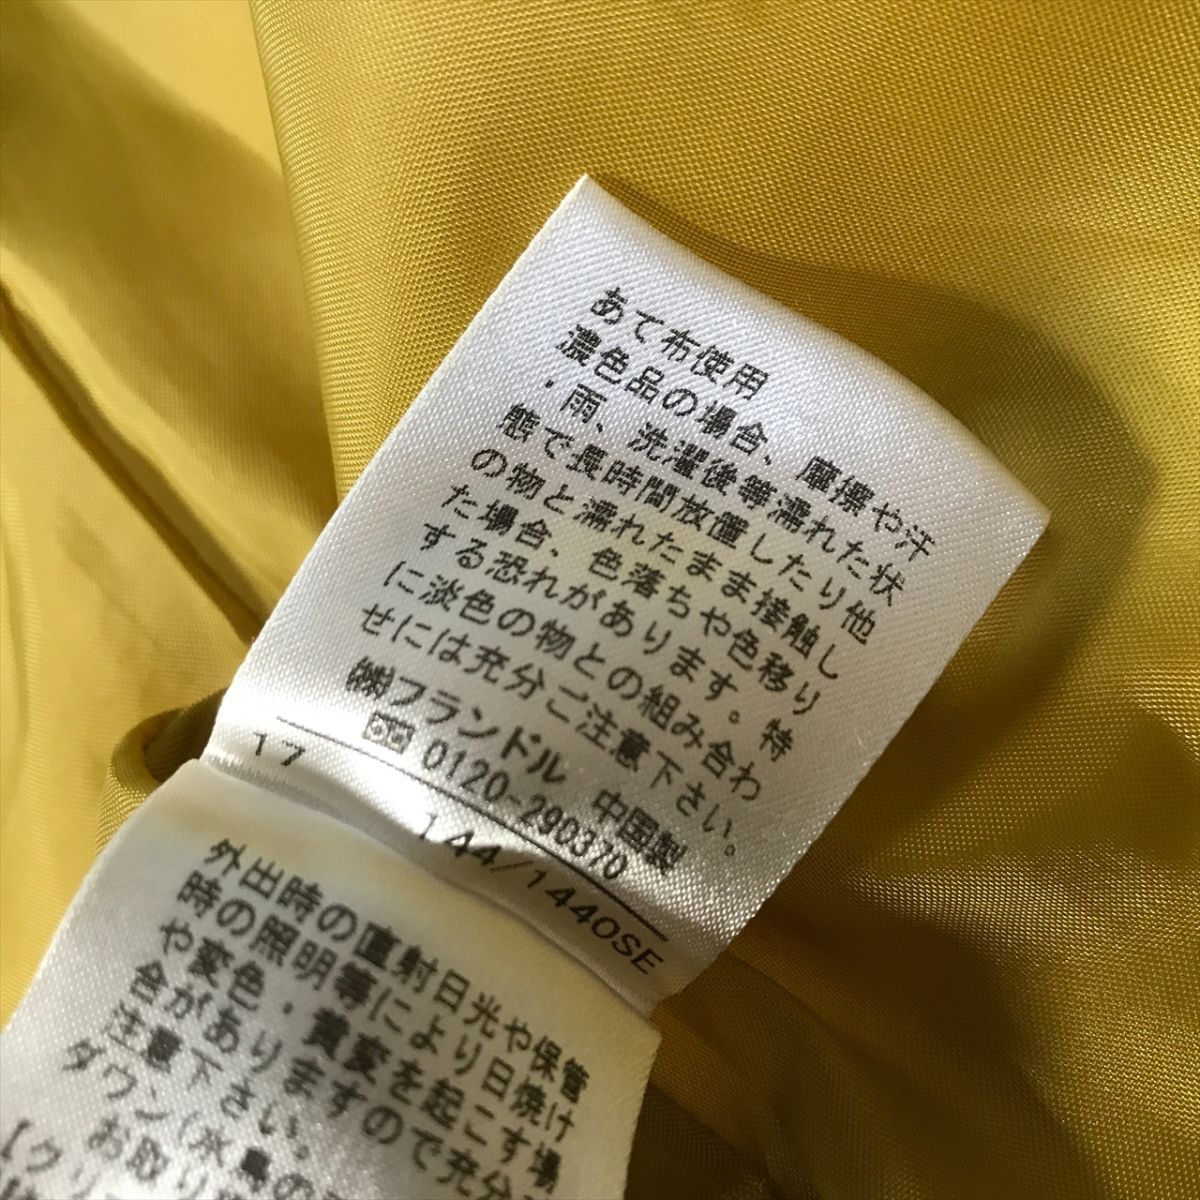 あて布使用
濃色品の場合、摩擦や汗
・雨、洗濯後等濡れた状
態で長時間放置したり他
の物と濡れたまま接触し
た場合、色落ちや色移り
する恐れがあります。特
に淡色の物との組み合わ
せには充分ご注意下さい。
㈱フランドル 中国製
0120-290370
17 144/1440SE
外出時の直射日光や保管
時の照明等により日焼け
や変色・黄変を起こす場
合がありますので充分
注意下さい。
ダウン(水鳥の
お取り
【クリ